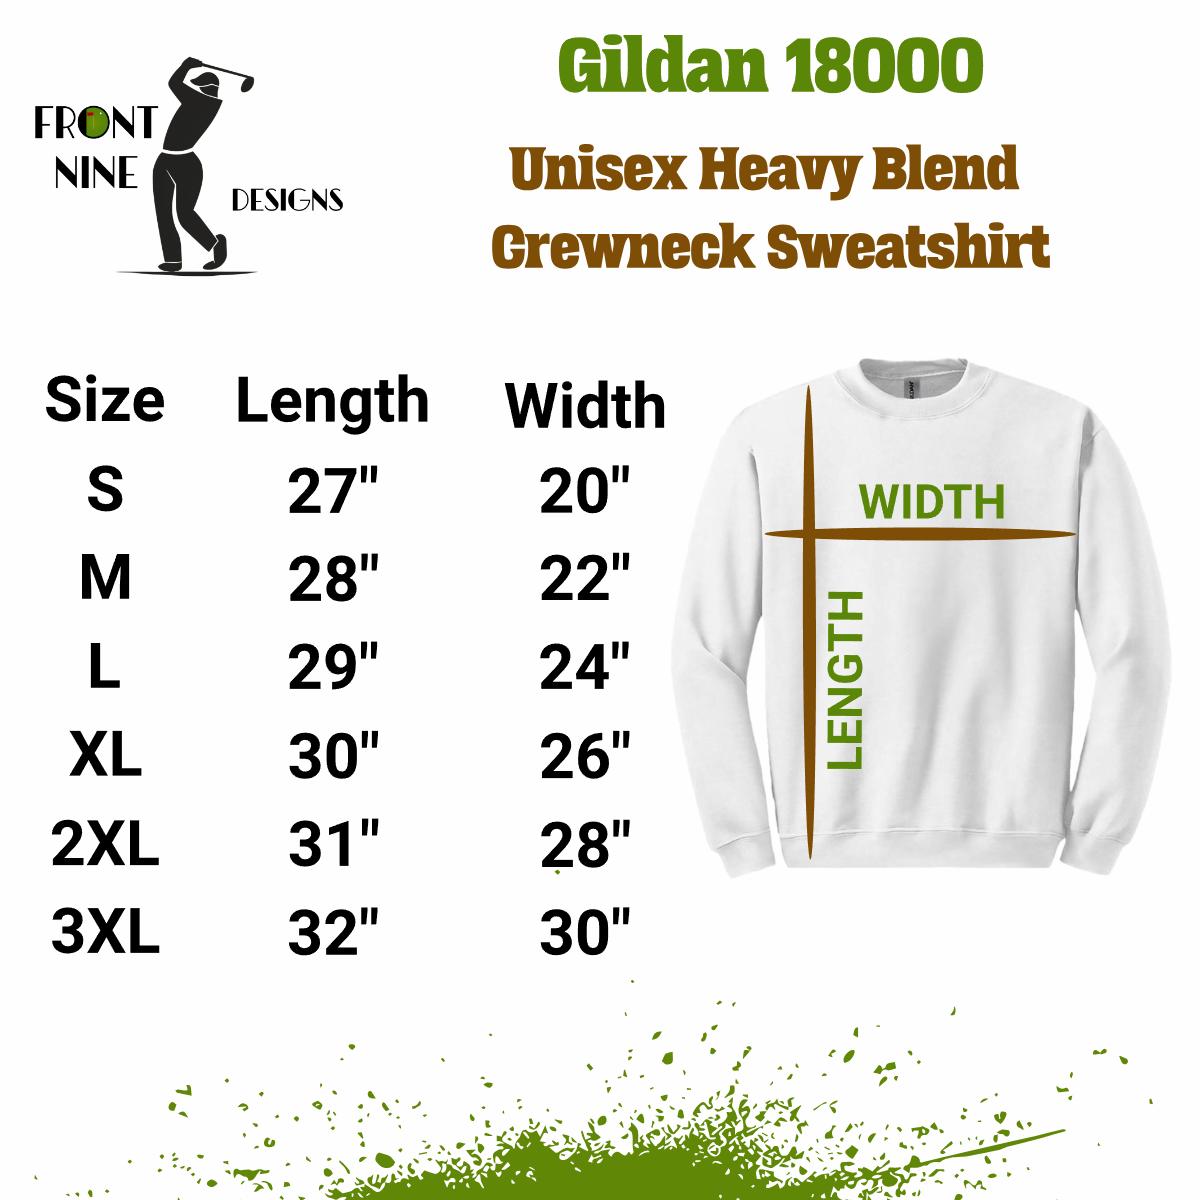 FRONT
NINE
DESIGNS
Gildan 18000
Unisex Heavy Blend
Crewneck Sweatshirt
Size Length Width
S 27" 20"
M 28" 22"
L 29" 24"
XL 30" 26"
2XL 31" 28"
3XL 32" 30"
WIDTH
LENGTH